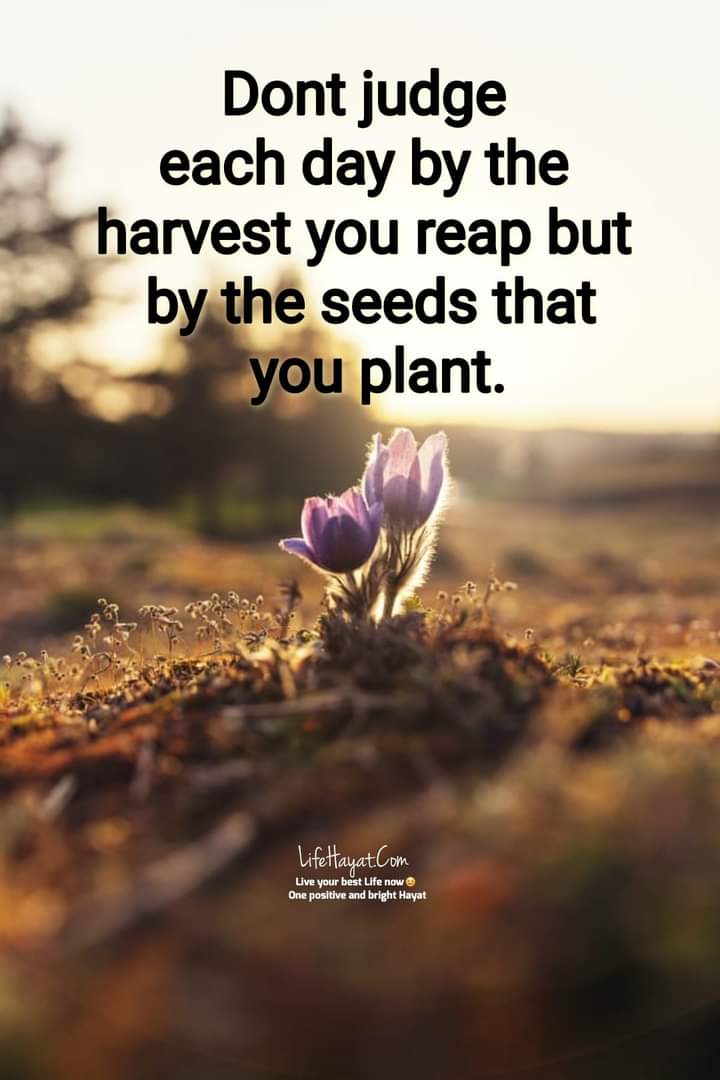 Dont judge
each day by the
harvest you reap but
by the seeds that
you plant.
LifeHayat.Com
Live your best Life now😉
One positive and bright Hayat